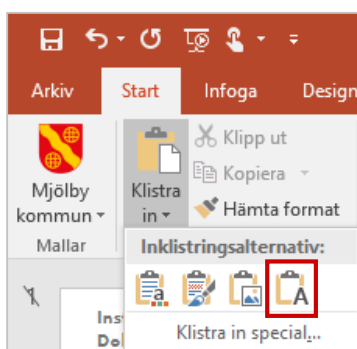 Arkiv Start Infoga Design
Mjölby
kommun
Klistra
in
Klipp ut
Kopiera
Hämta format
Mallar
Inklistringsalternativ:
a A
Klistra in special...